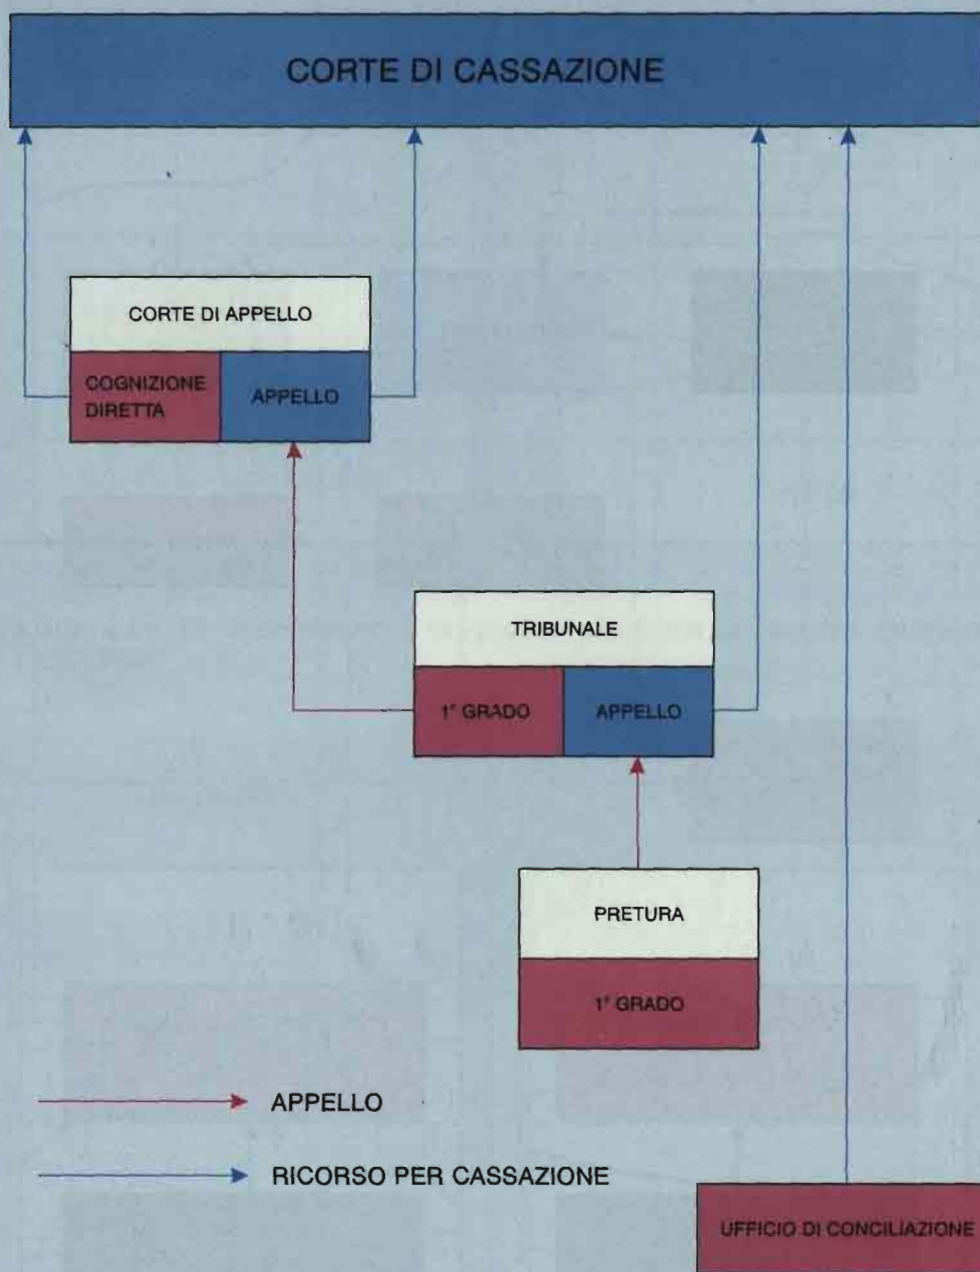 CORTE DI CASSAZIONE
CORTE DI APPELLO
COGNIZIONE
DIRETTA
APPELLO
TRIBUNALE
1° GRADO
APPELLO
PRETURA
1° GRADO
APPELLO
RICORSO PER CASSAZIONE
UFFICIO DI CONCILIAZIONE